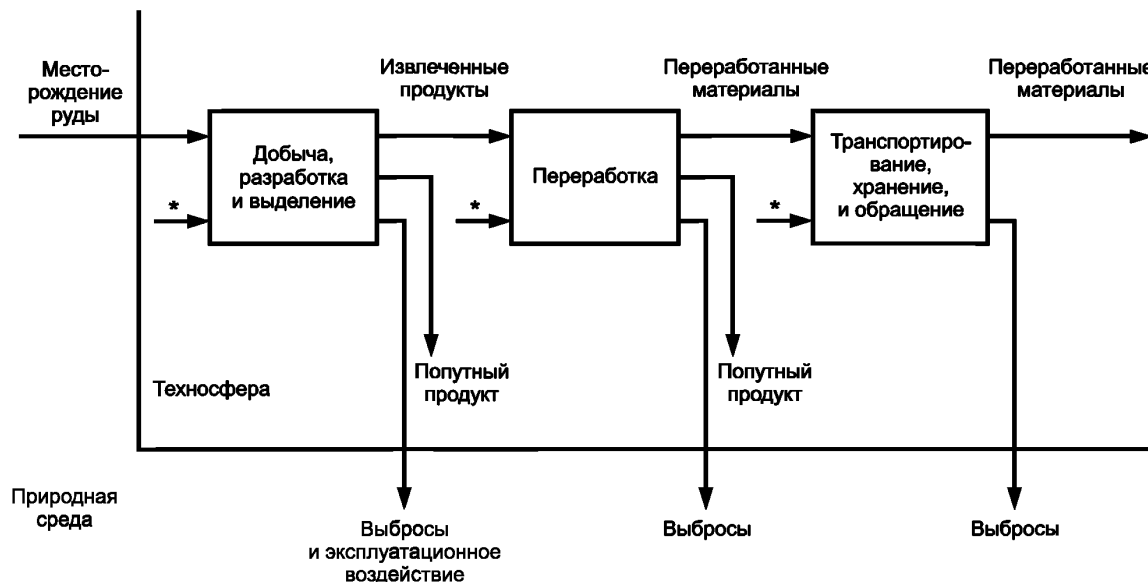 Место-
рождение
руды
Извлеченные
продукты
Переработанные
материалы
Переработанные
материалы
Добыча,
разработка
и выделение
Переработка
Транспортиро-
вание,
хранение,
и обращение
*
*
*
Попутный
продукт
Попутный
продукт
Техносфера
Природная
среда
Выбросы
и эксплуатационное
воздействие
Выбросы
Выбросы